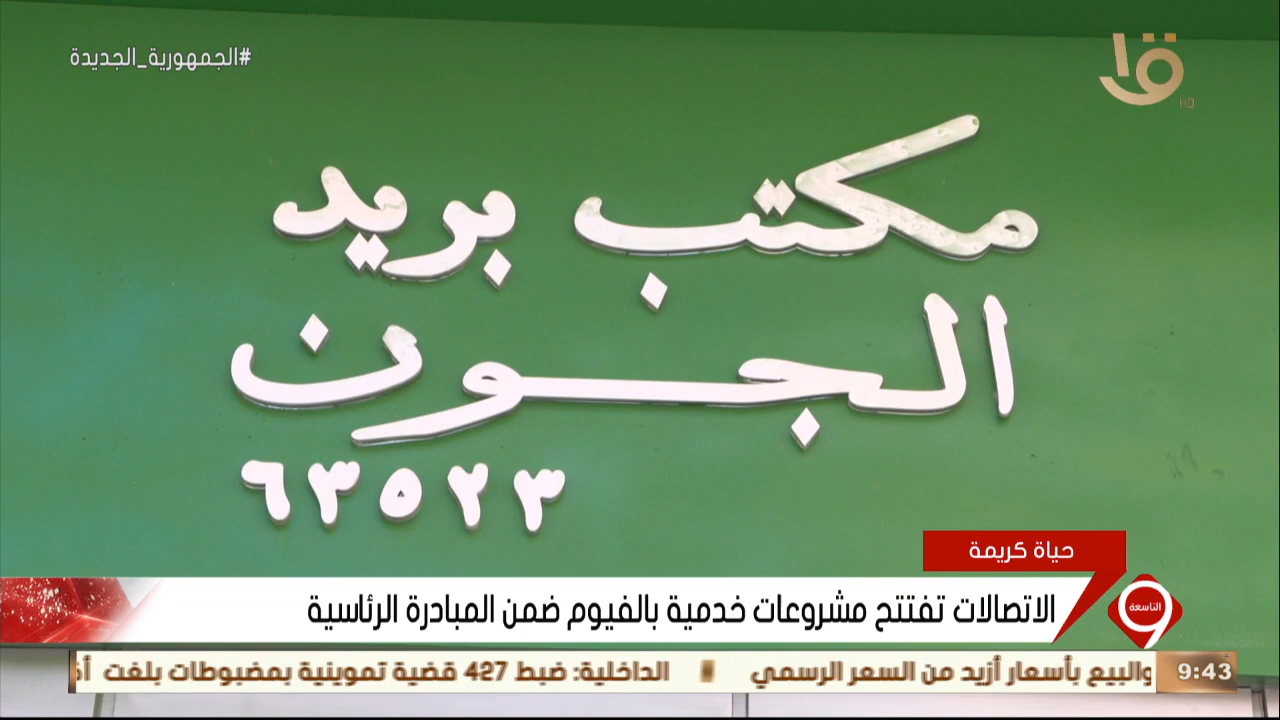 #الجمهورية_الجديدة
HD
مكتب بريد
الجون
٦٣٥٢٣
حياة كريمة
التاسعة
الاتصالات تفتتح مشروعات خدمية بالفيوم ضمن المبادرة الرئاسية
9:43
والبيع بأسعار أزيد من السعر الرسمي الداخلية: ضبط 427 قضية تموينية بمضبوطات بلغت